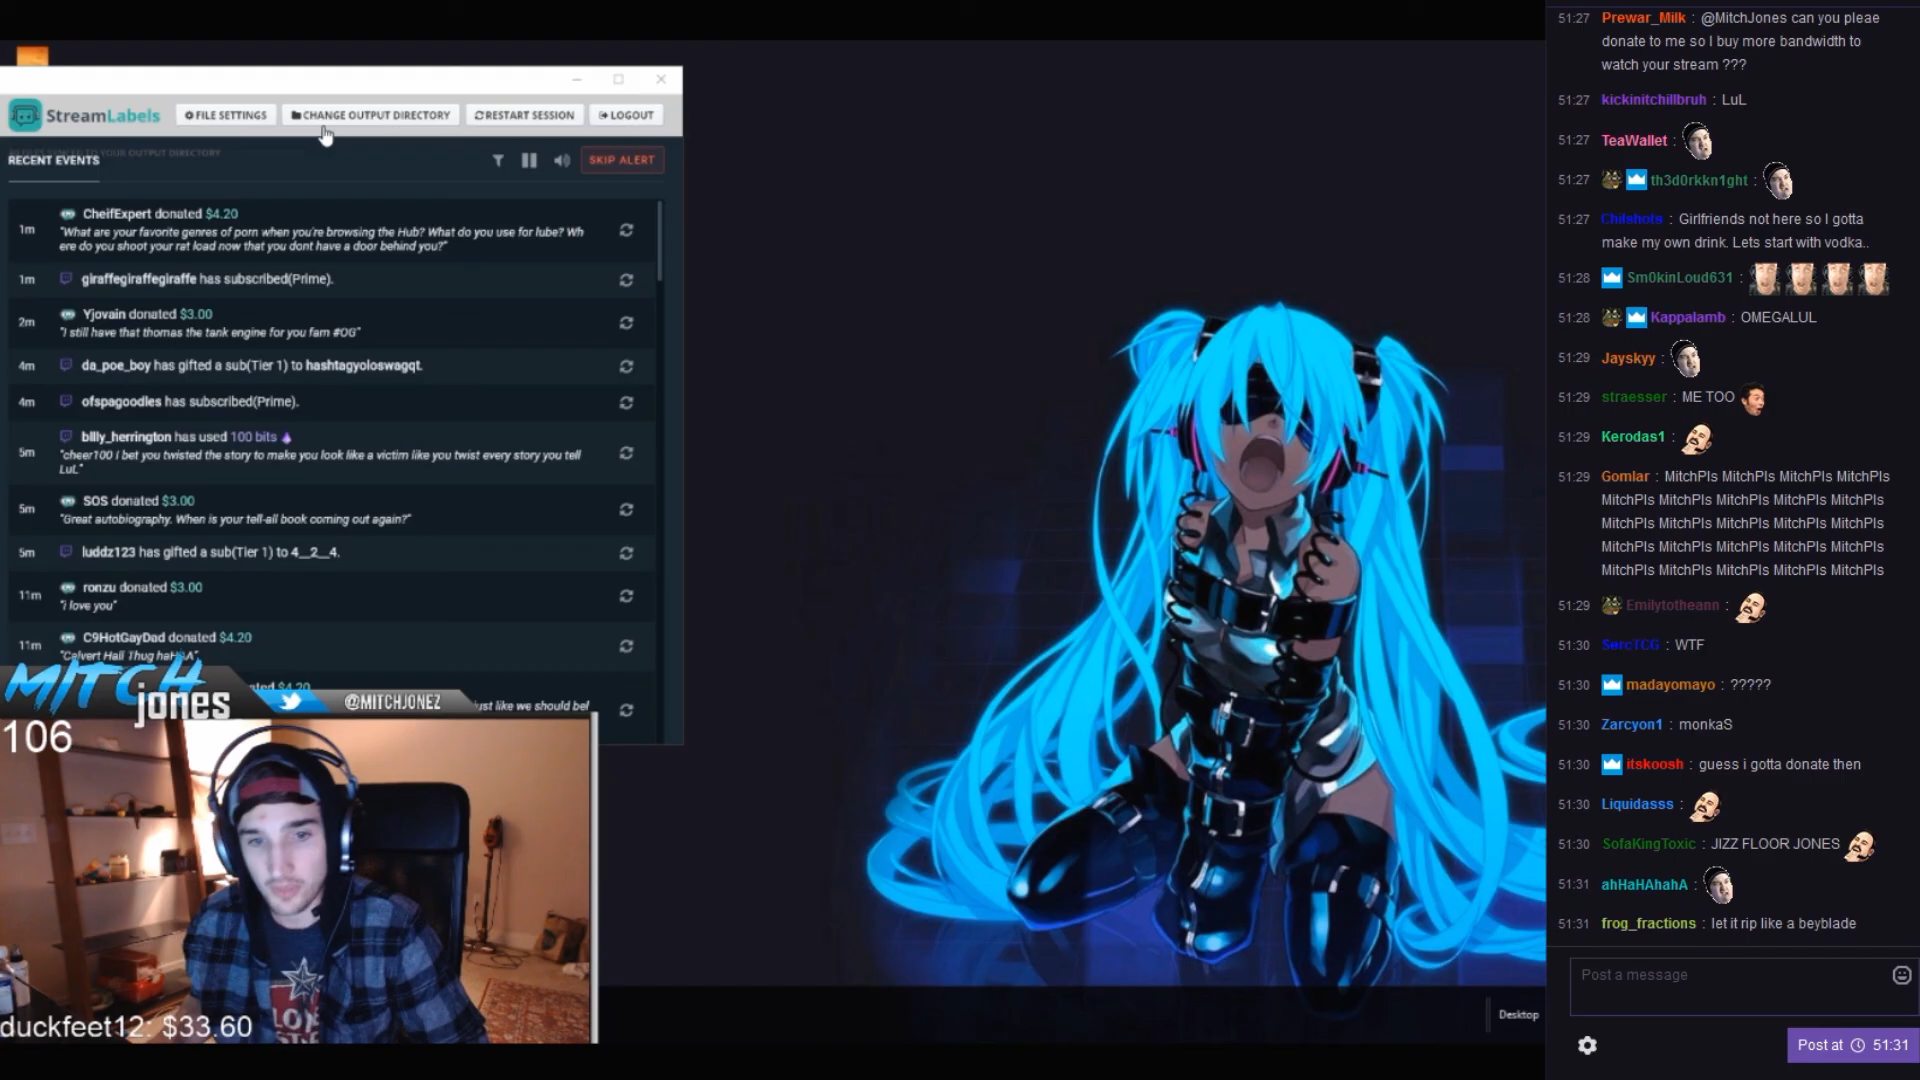 StreamLabels
FILE SETTINGS
CHANGE OUTPUT DIRECTORY
RESTART SESSION
LOGOUT
RECENT EVENTS
SKIP ALERT
1m
CheifExpert donated $4.20
"What are your favorite genres of porn when you're browsing the Hub? What do you use for lube? Wh
ere do you shoot your rat load now that you dont have a door behind you?"
1m
giraffegiraffegiraffe has subscribed(Prime).
2m
Yjovain donated $3.00
"I still have that thomas the tank engine for you fam #OG"
4m
da_poe_boy has gifted a sub(Tier 1) to hashtagyoloswagqt.
4m
ofspagoodles has subscribed(Prime).
5m
bllly_herrington has used 100 bits
"cheer100 I bet you twisted the story to make you look like a victim like you twist every story you tell
LuL"
5m
SOS donated $3.00
"Great autobiography. When is your tell-all book coming out again?"
5m
luddz123 has gifted a sub(Tier 1) to 4__2__4.
11m
ronzu donated $3.00
"i love you"
11m
C9HotGayDad donated $4.20
"Calvert Hall Thug haHAA"
$4.20
just like we should bel
MITCH
jones
@MITCHJONEZ
106
duckfeet12: $33.60
Desktop
51:27 Prewar_Milk : @MitchJones can you pleae
donate to me so I buy more bandwidth to
watch your stream ???
51:27 kickinitchillbruh : LuL
51:27 TeaWallet :
51:27 th3d0rkkn1ght :
51:27 Chilshots : Girlfriends not here so I gotta
make my own drink. Lets start with vodka..
51:28 Sm0kinLoud631 :
51:28 Kappalamb : OMEGALUL
51:29 Jayskyy :
51:29 straesser : ME TOO
51:29 Kerodas1 :
51:29 Gomlar : MitchPls MitchPls MitchPls MitchPls
MitchPls MitchPls MitchPls MitchPls MitchPls
MitchPls MitchPls MitchPls MitchPls MitchPls
MitchPls MitchPls MitchPls MitchPls MitchPls
MitchPls MitchPls MitchPls MitchPls MitchPls
51:29 Emilytotheann :
51:30 SercTCG : WTF
51:30 madayomayo : ?????
51:30 Zarcyon1 : monkaS
51:30 itskoosh : guess i gotta donate then
51:30 Liquidasss :
51:30 SofaKingToxic : JIZZ FLOOR JONES
51:31 ahHaHAhahA :
51:31 frog_fractions : let it rip like a beyblade
Post a message
Post at 51:31